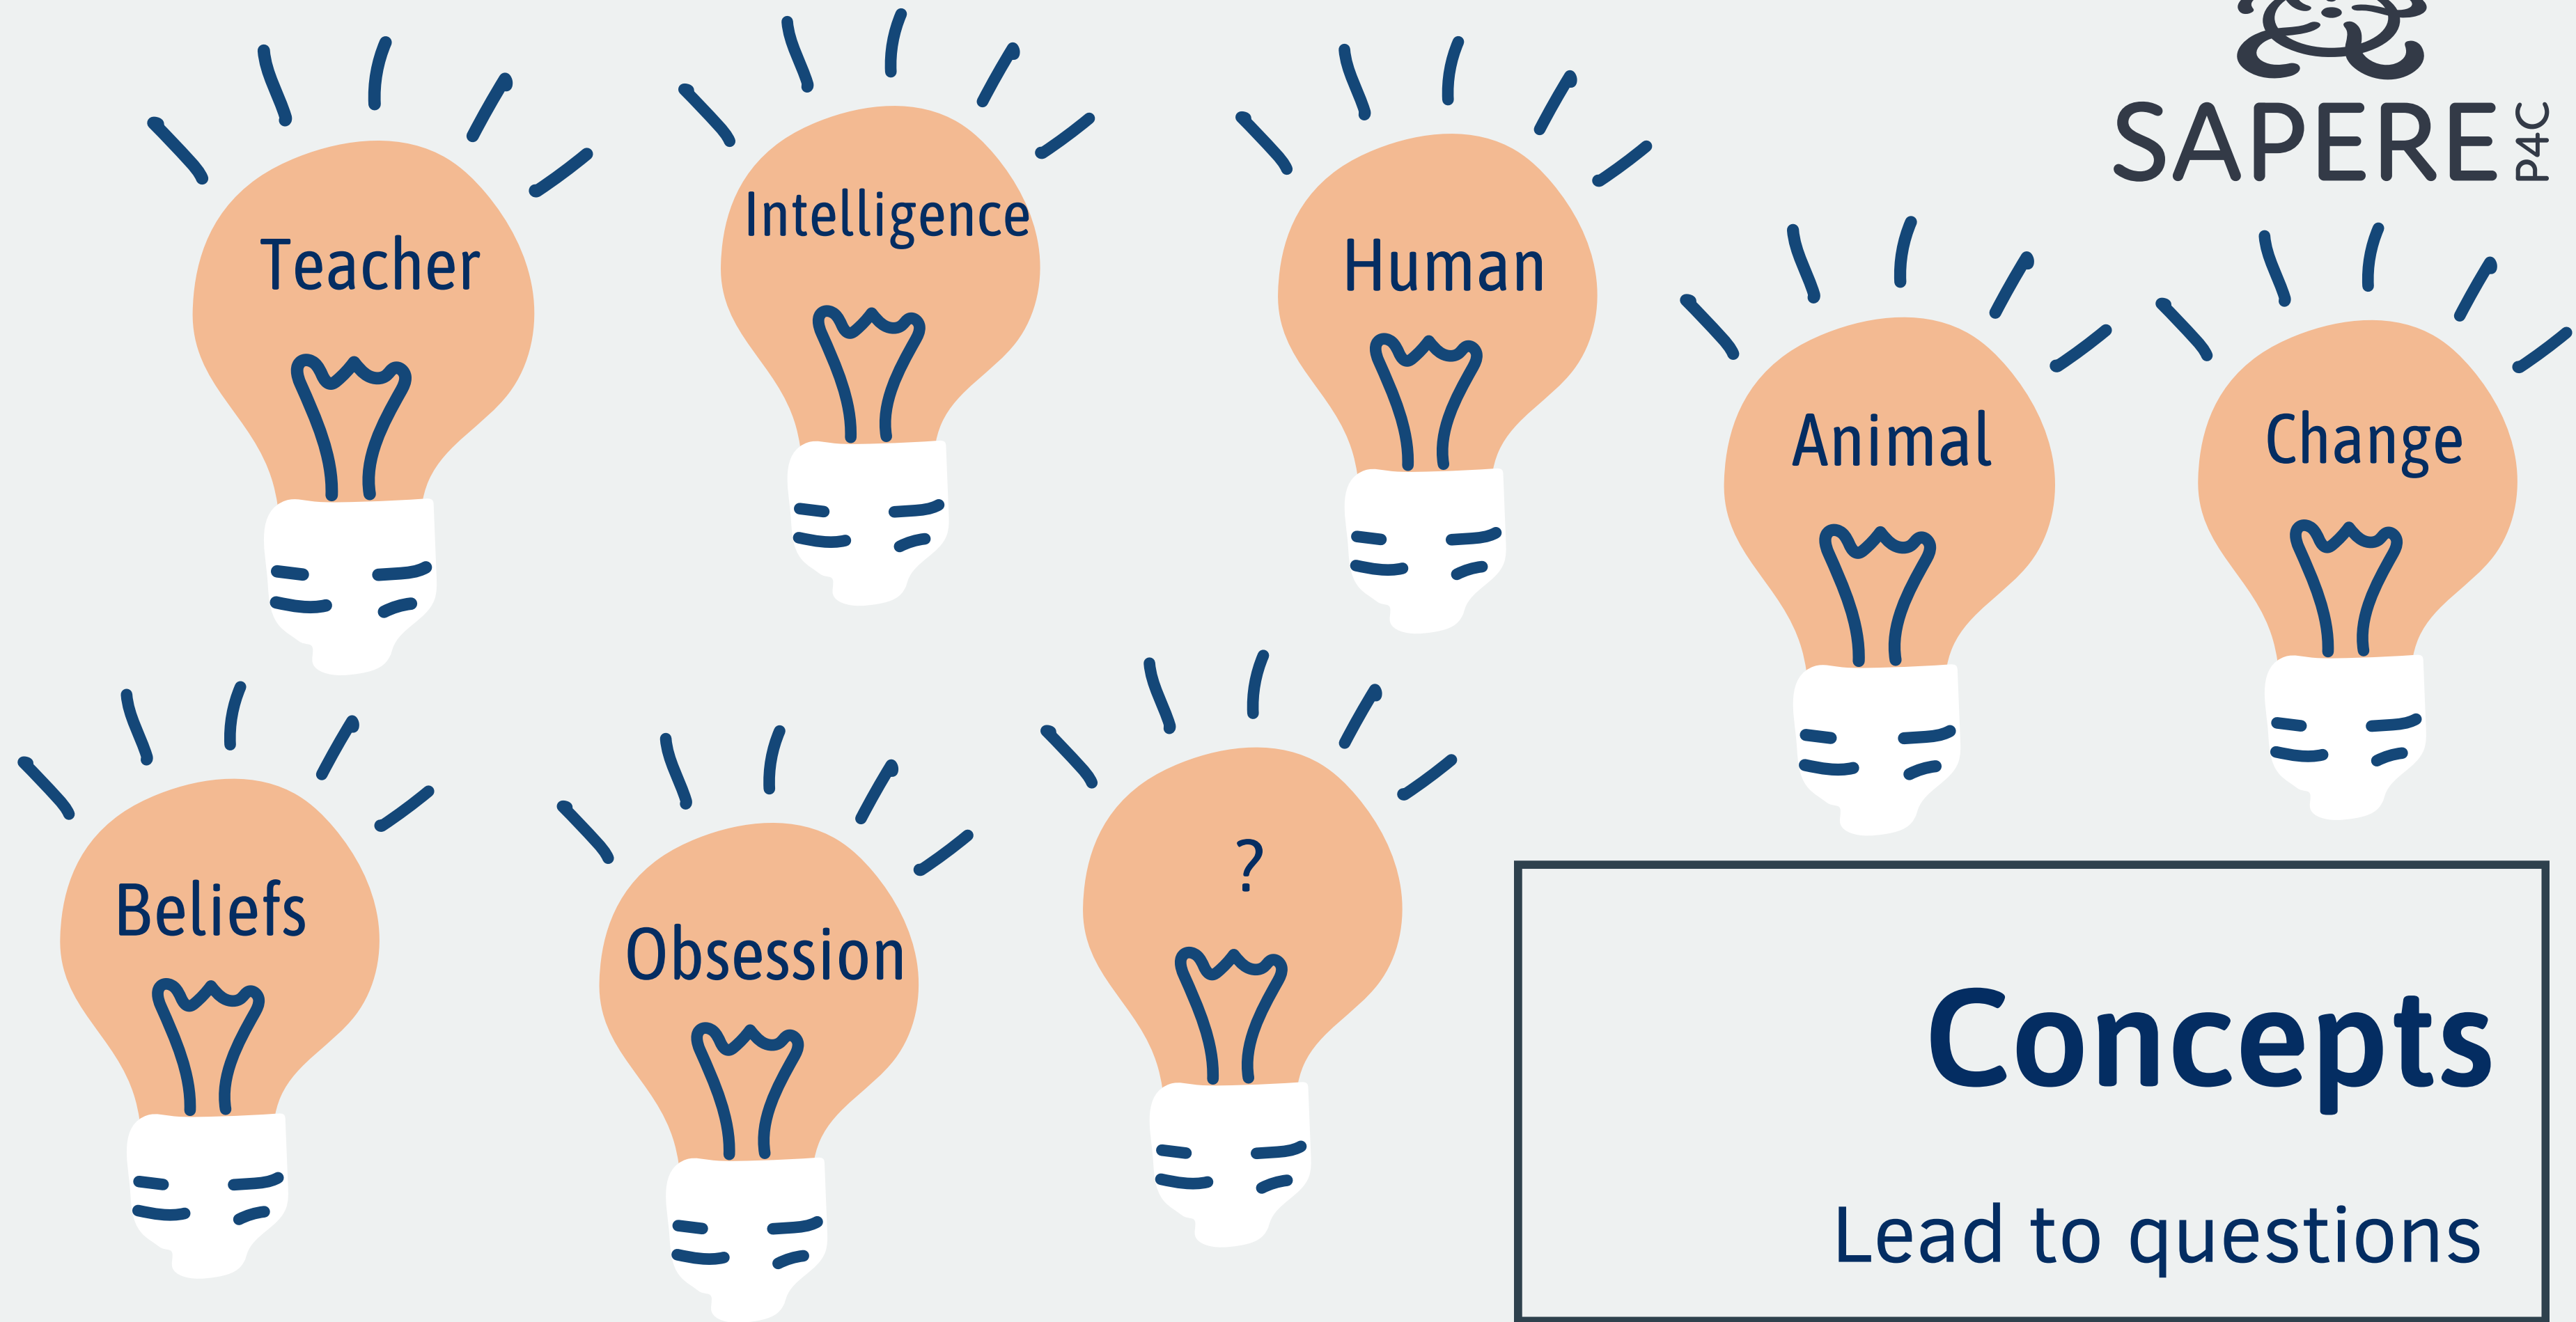 SAPERE P4C
Teacher
Intelligence
Human
Animal
Change
Beliefs
Obsession
?
Concepts
Lead to questions